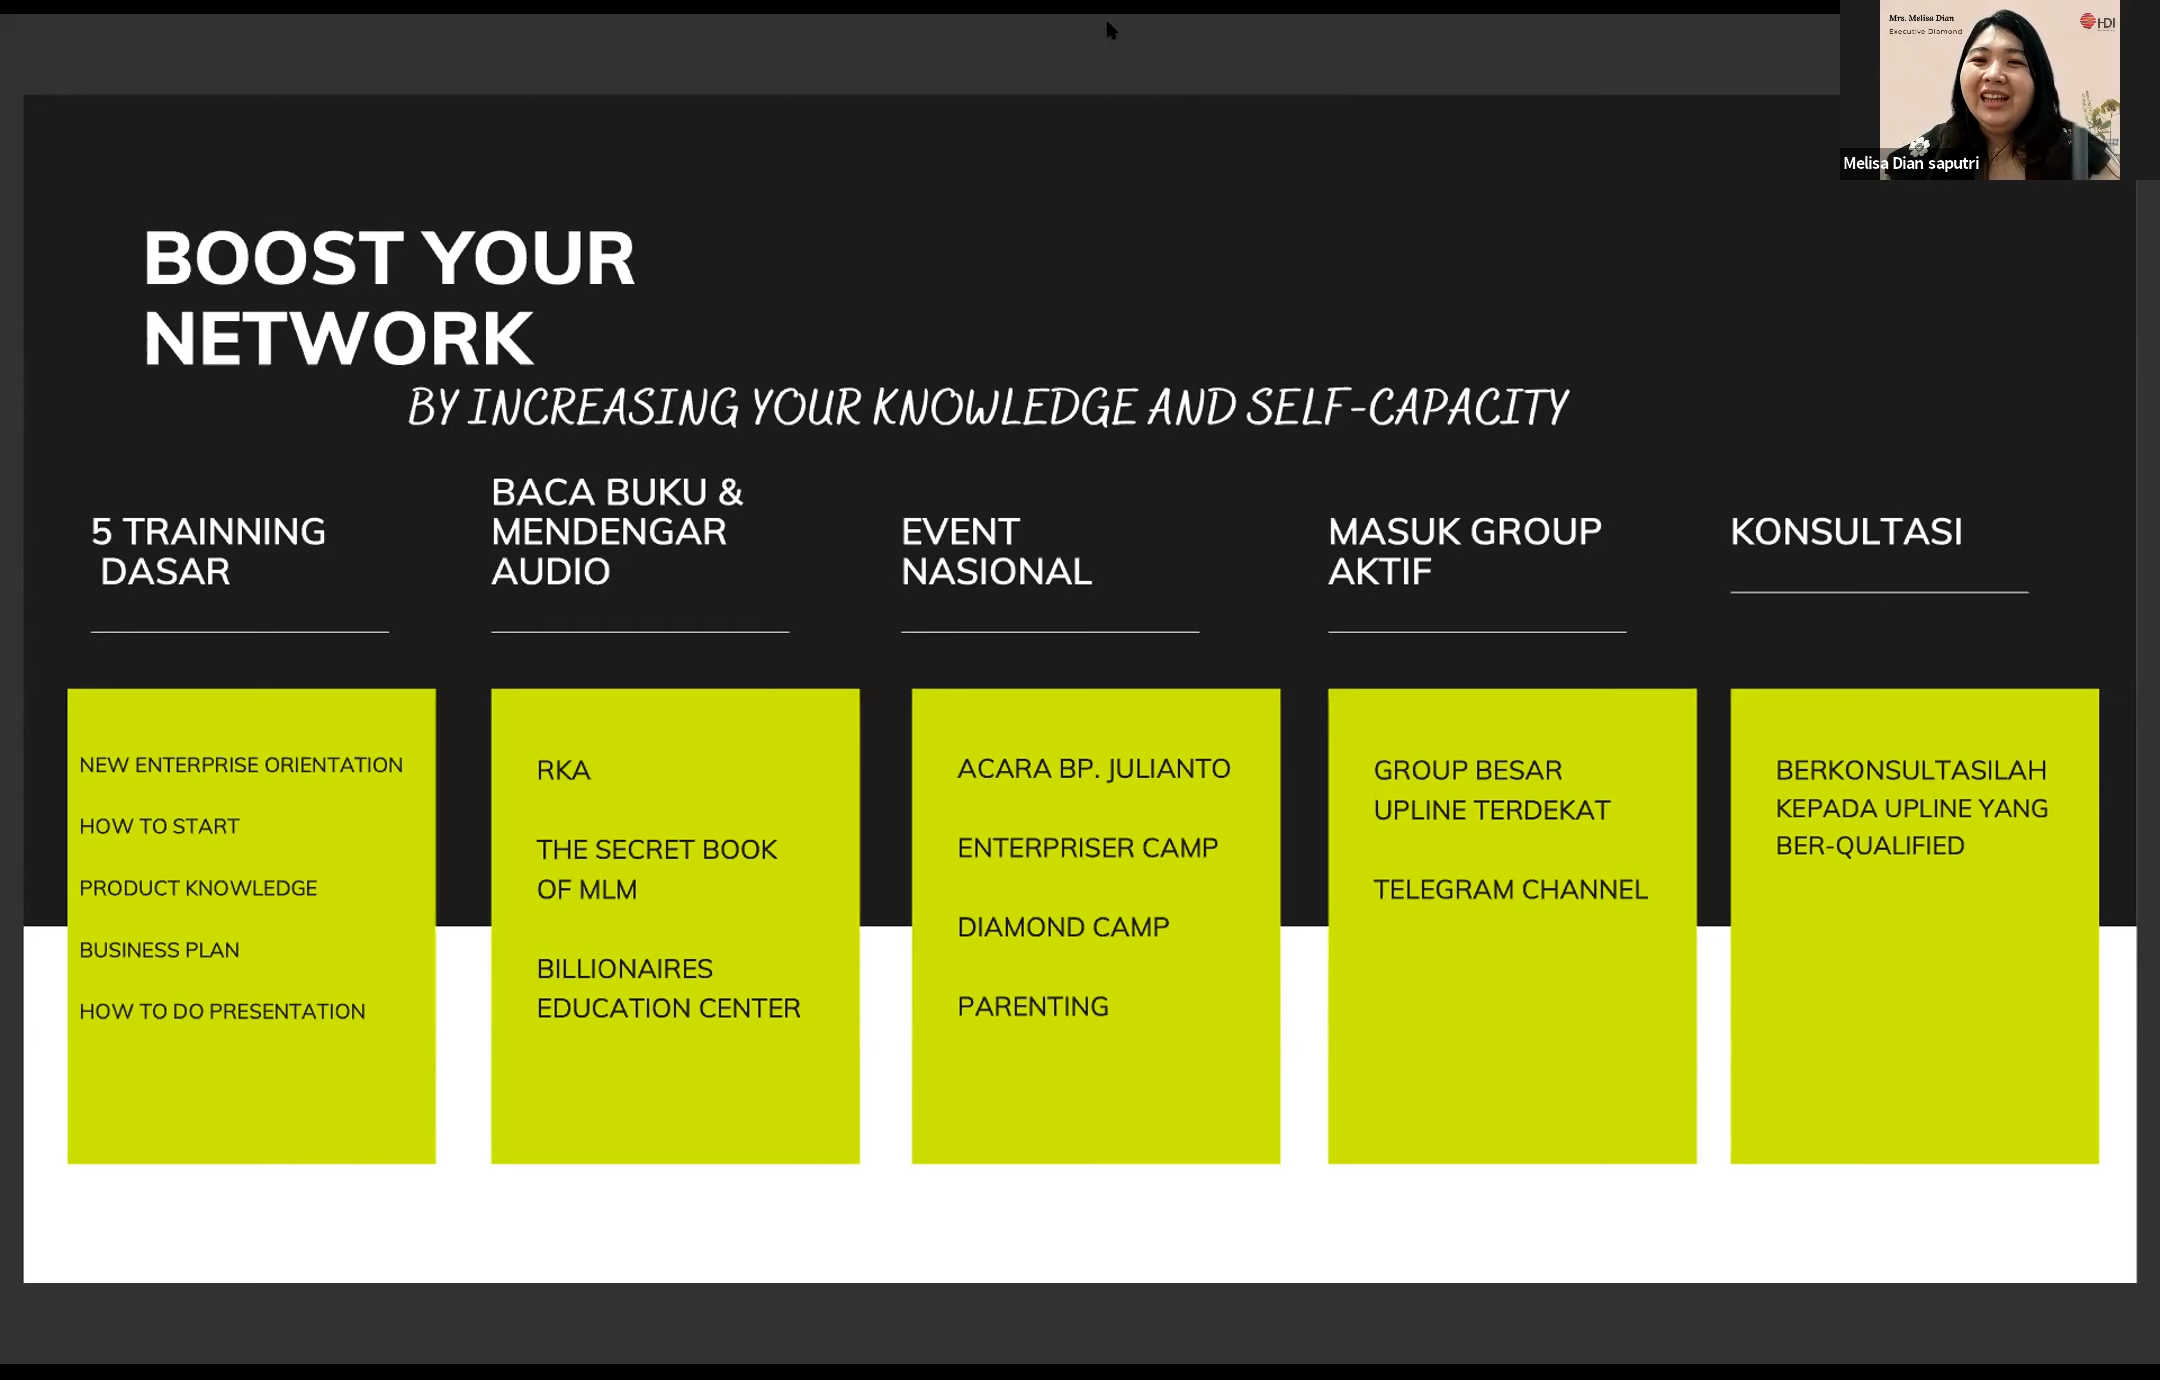 Mrs. Melisa Dian
Executive Diamond
HDI
Melisa Dian saputri
BOOST YOUR
NETWORK
BY INCREASING YOUR KNOWLEDGE AND SELF-CAPACITY
5 TRAINNING
DASAR
NEW ENTERPRISE ORIENTATION
HOW TO START
PRODUCT KNOWLEDGE
BUSINESS PLAN
HOW TO DO PRESENTATION
BACA BUKU &
MENDENGAR
AUDIO
RKA
THE SECRET BOOK
OF MLM
BILLIONAIRES
EDUCATION CENTER
EVENT
NASIONAL
ACARA BP. JULIANTO
ENTERPRISER CAMP
DIAMOND CAMP
PARENTING
MASUK GROUP
AKTIF
GROUP BESAR
UPLINE TERDEKAT
TELEGRAM CHANNEL
KONSULTASI
BERKONSULTASILAH
KEPADA UPLINE YANG
BER-QUALIFIED